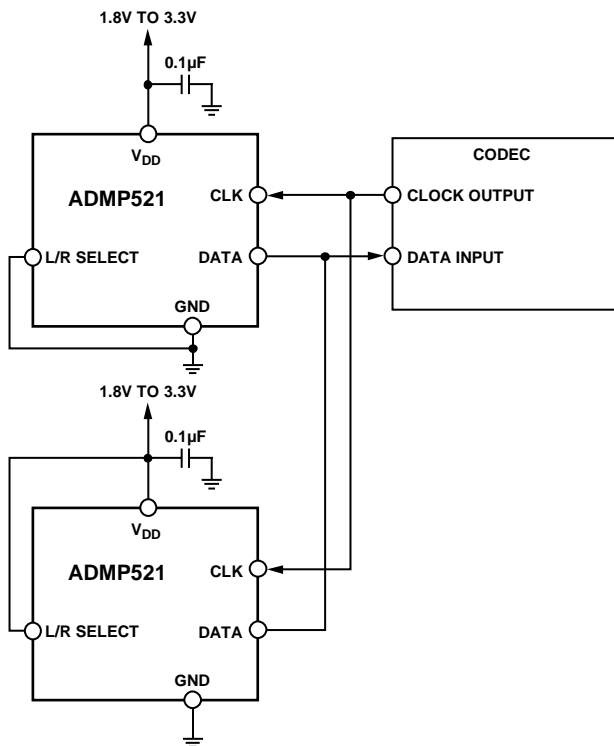 1.8V TO 3.3V
0.1µF
V_DD
ADMP521
CLK
L/R SELECT
DATA
GND
CODEC
CLOCK OUTPUT
DATA INPUT
1.8V TO 3.3V
0.1µF
V_DD
ADMP521
CLK
L/R SELECT
DATA
GND